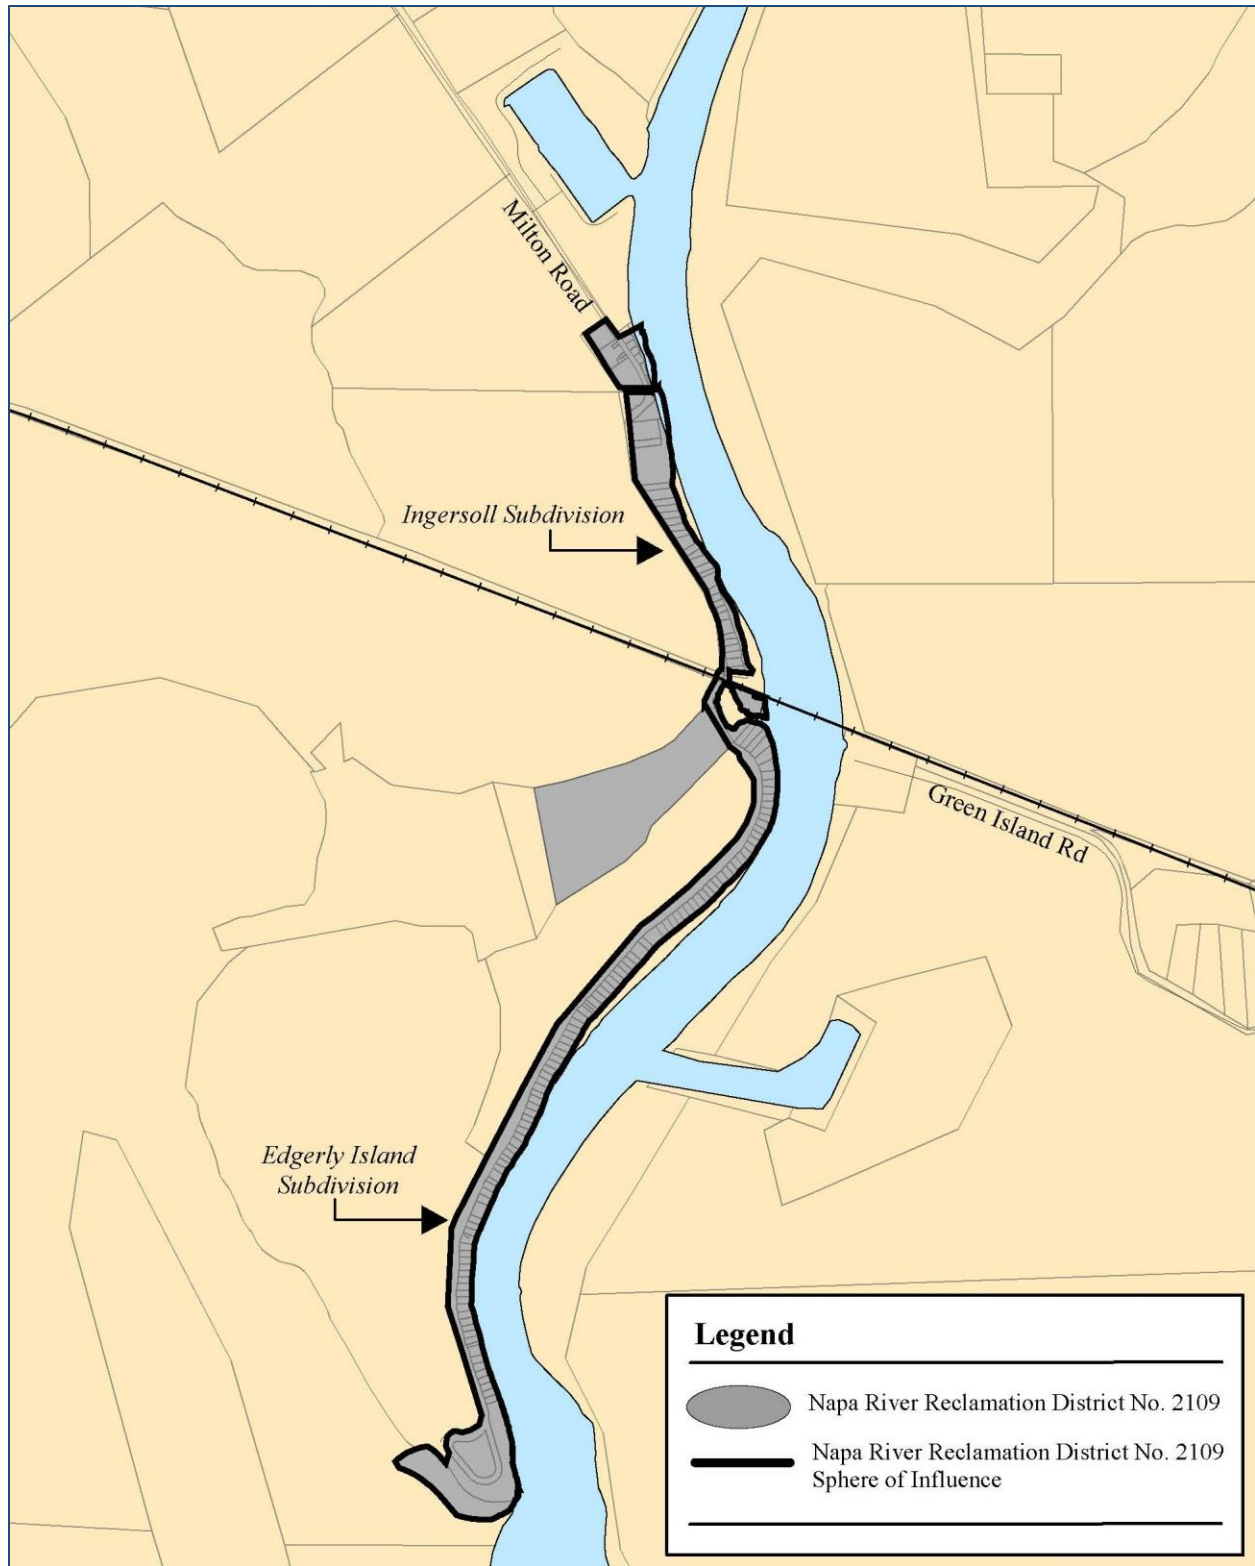 Milton Road
Ingersoll Subdivision
Green Island Rd
Edgerly Island
Subdivision
Legend
Napa River Reclamation District No. 2109
Napa River Reclamation District No. 2109
Sphere of Influence